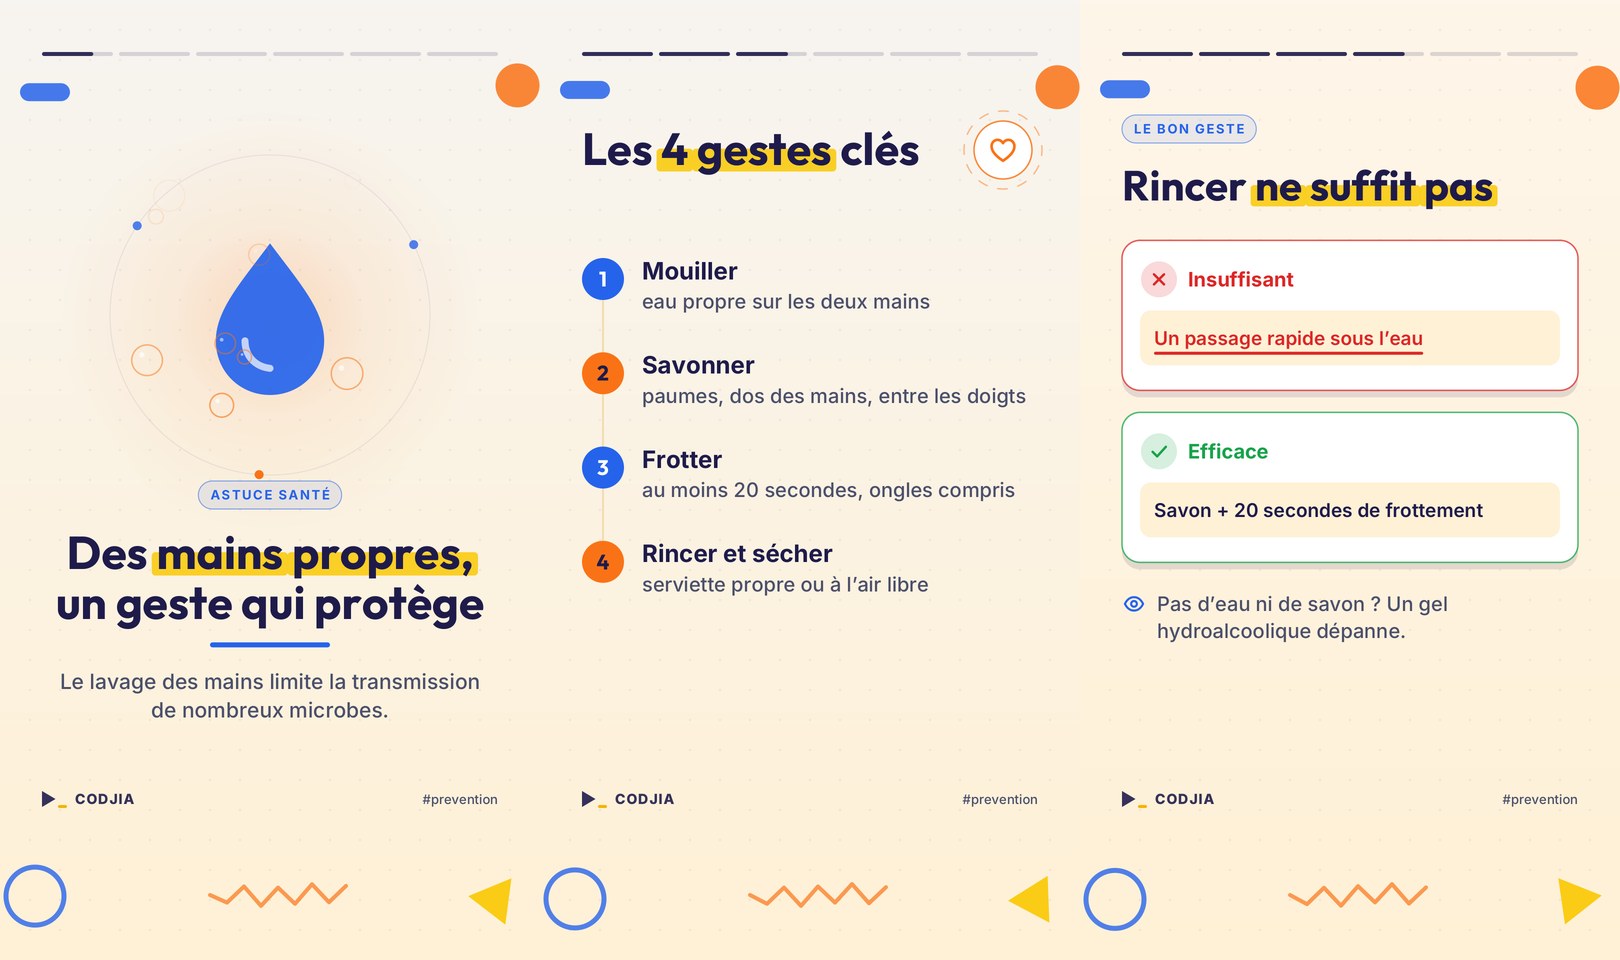 ASTUCE SANTÉ
Des mains propres,
un geste qui protège
Le lavage des mains limite la transmission
de nombreux microbes.
CODJIA
#prevention
Les 4 gestes clés
1
Mouiller
eau propre sur les deux mains
2
Savonner
paumes, dos des mains, entre les doigts
3
Frotter
au moins 20 secondes, ongles compris
4
Rincer et sécher
serviette propre ou à l’air libre
CODJIA
#prevention
LE BON GESTE
Rincer ne suffit pas
Insuffisant
Un passage rapide sous l’eau
Efficace
Savon + 20 secondes de frottement
Pas d’eau ni de savon ? Un gel
hydroalcoolique dépanne.
CODJIA
#prevention